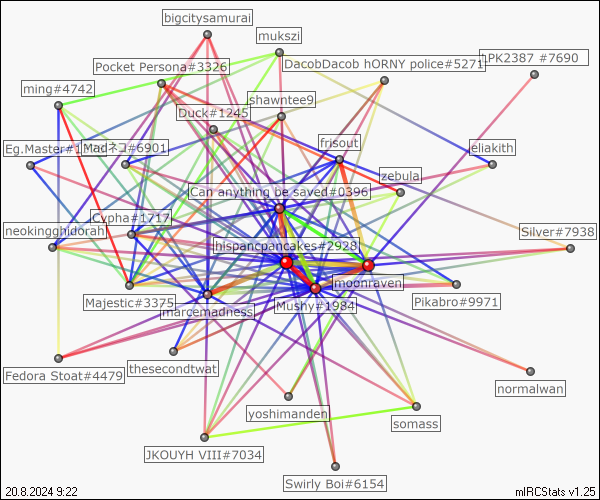 bigcitysamurai
mukszi
DacobDacob hORNY police#5271
LPK2387 #7690
Pocket Persona#3326
ming#4742
shawntee9
Duck#1245
frisout
Eg.Master#1
Madネコ#6901
eliakith
zebula
Can anything be saved#0396
neokingghidorah
Cypha#1717
Silver#7938
hispancpancakes#2928
moonraven
Majestic#3375
marcemadness
Mushy#1984
Pikabro#9971
Fedora Stoat#4479
thesecondtwat
normalwan
yoshimanden
somass
JKOUYH VIII#7034
Swirly Boi#6154
20.8.2024 9:22
mIRCStats v1.25